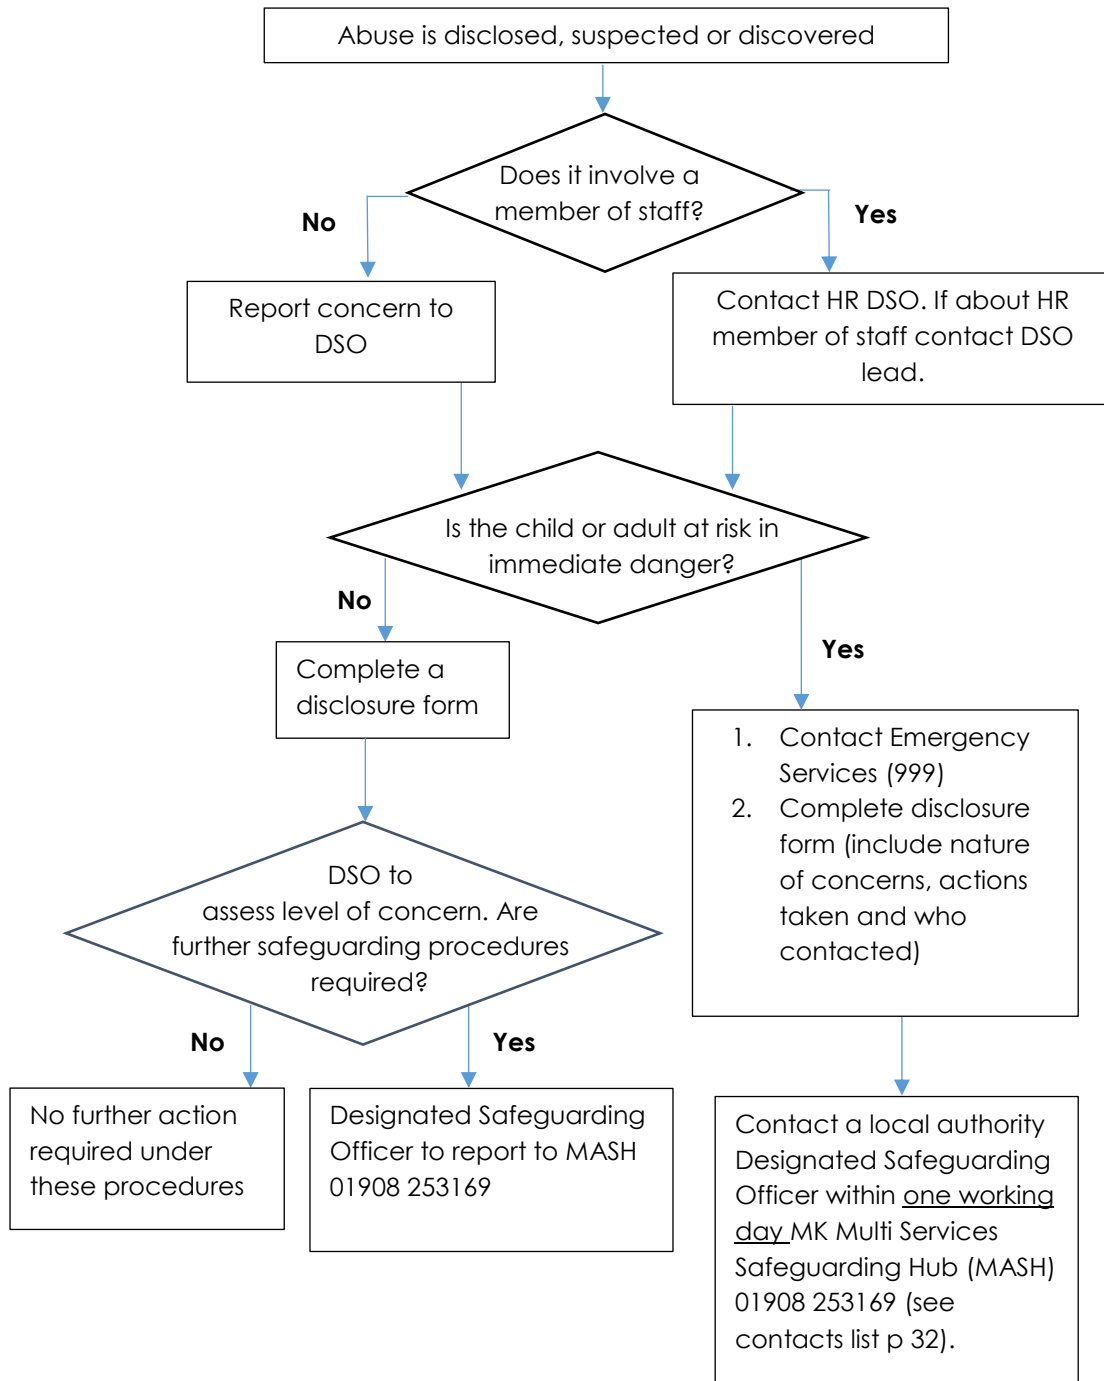 Abuse is disclosed, suspected or discovered
Does it involve a
member of staff?
No
Yes
Report concern to
DSO
Contact HR DSO. If about HR
member of staff contact DSO
lead.
Is the child or adult at risk in
immediate danger?
No
Yes
Complete a
disclosure form
1. Contact Emergency
Services (999)
2. Complete disclosure
form (include nature
of concerns, actions
taken and who
contacted)
DSO to
assess level of concern. Are
further safeguarding procedures
required?
No
Yes
No further action
required under
these procedures
Designated Safeguarding
Officer to report to MASH
01908 253169
Contact a local authority
Designated Safeguarding
Officer within one working
day MK Multi Services
Safeguarding Hub (MASH)
01908 253169 (see
contacts list p 32).